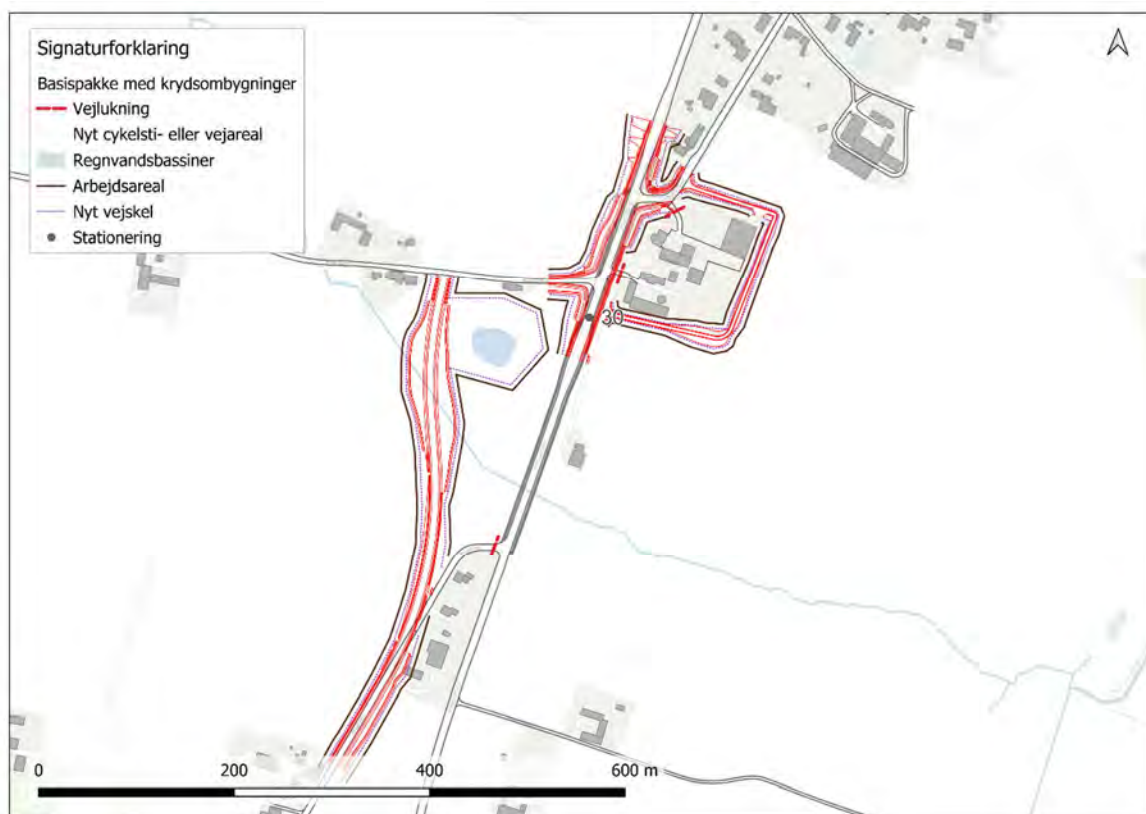 Signaturforklaring
Basispakke med krydsombygninger
Vejlukning
Nyt cykelsti- eller vejareal
Regnvandsbassiner
Arbejdsareal
Nyt vejskel
Stationering
30
0 200 400 600 m